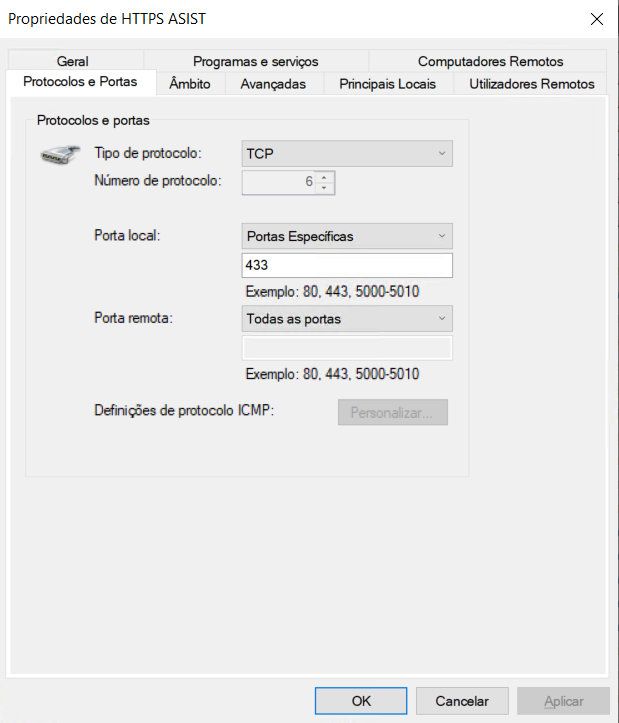 Propriedades de HTTPS ASIST
Geral
Programas e serviços
Computadores Remotos
Protocolos e Portas
Âmbito
Avançadas
Principais Locais
Utilizadores Remotos
Protocolos e portas
Tipo de protocolo:
TCP
Número de protocolo:
6
Porta local:
Portas Específicas
433
Exemplo: 80, 443, 5000-5010
Porta remota:
Todas as portas
Exemplo: 80, 443, 5000-5010
Definições de protocolo ICMP:
Personalizar...
OK
Cancelar
Aplicar